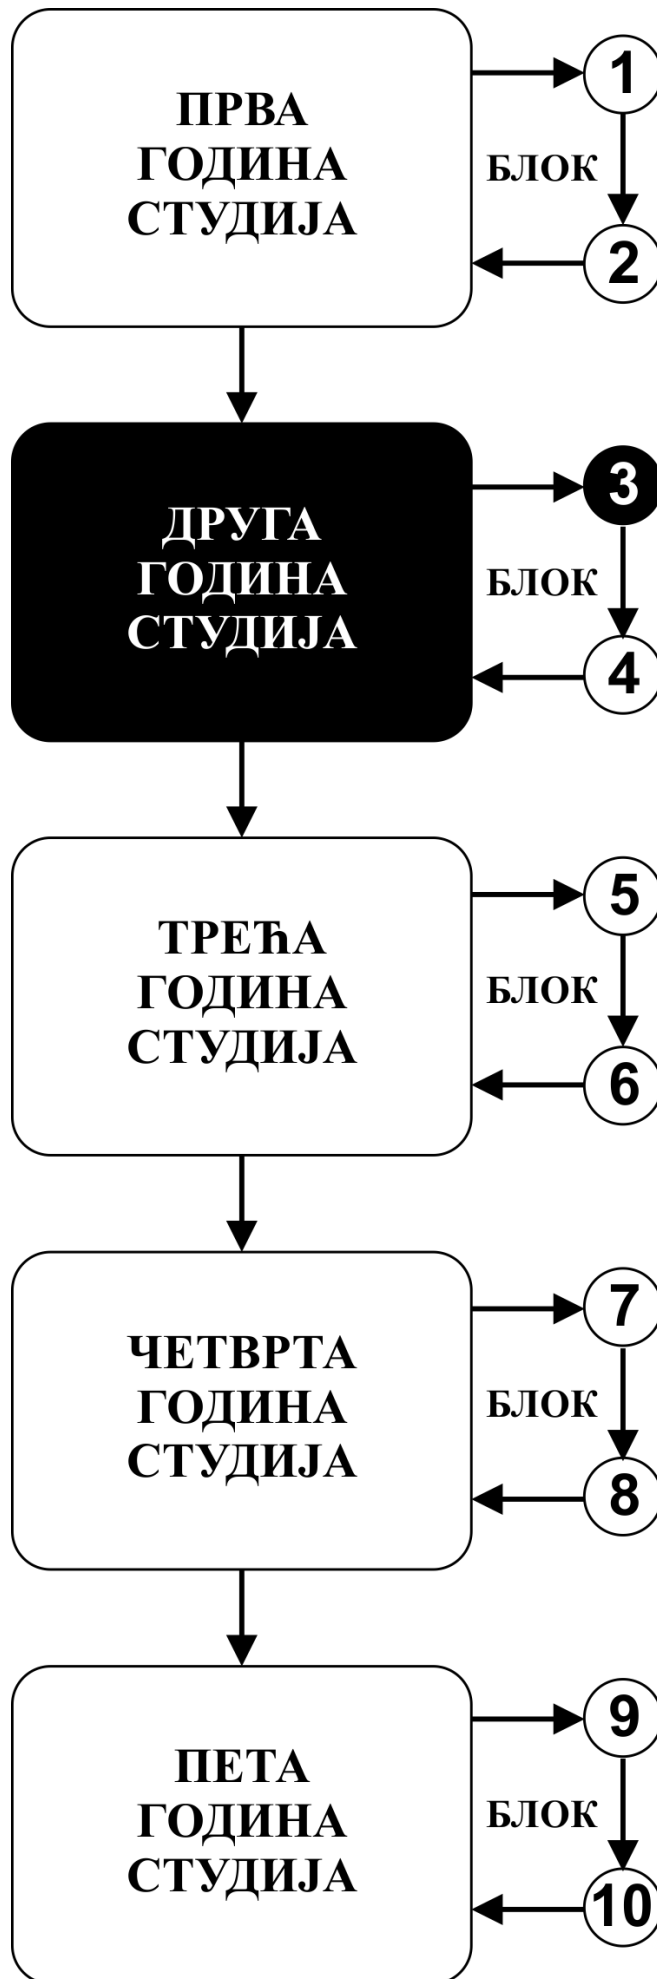 ПРВА
ГОДИНА
СТУДИЈА
1
БЛОК
2
ДРУГА
ГОДИНА
СТУДИЈА
3
БЛОК
4
ТРЕЋА
ГОДИНА
СТУДИЈА
5
БЛОК
6
ЧЕТВРТА
ГОДИНА
СТУДИЈА
7
БЛОК
8
ПЕТА
ГОДИНА
СТУДИЈА
9
БЛОК
10